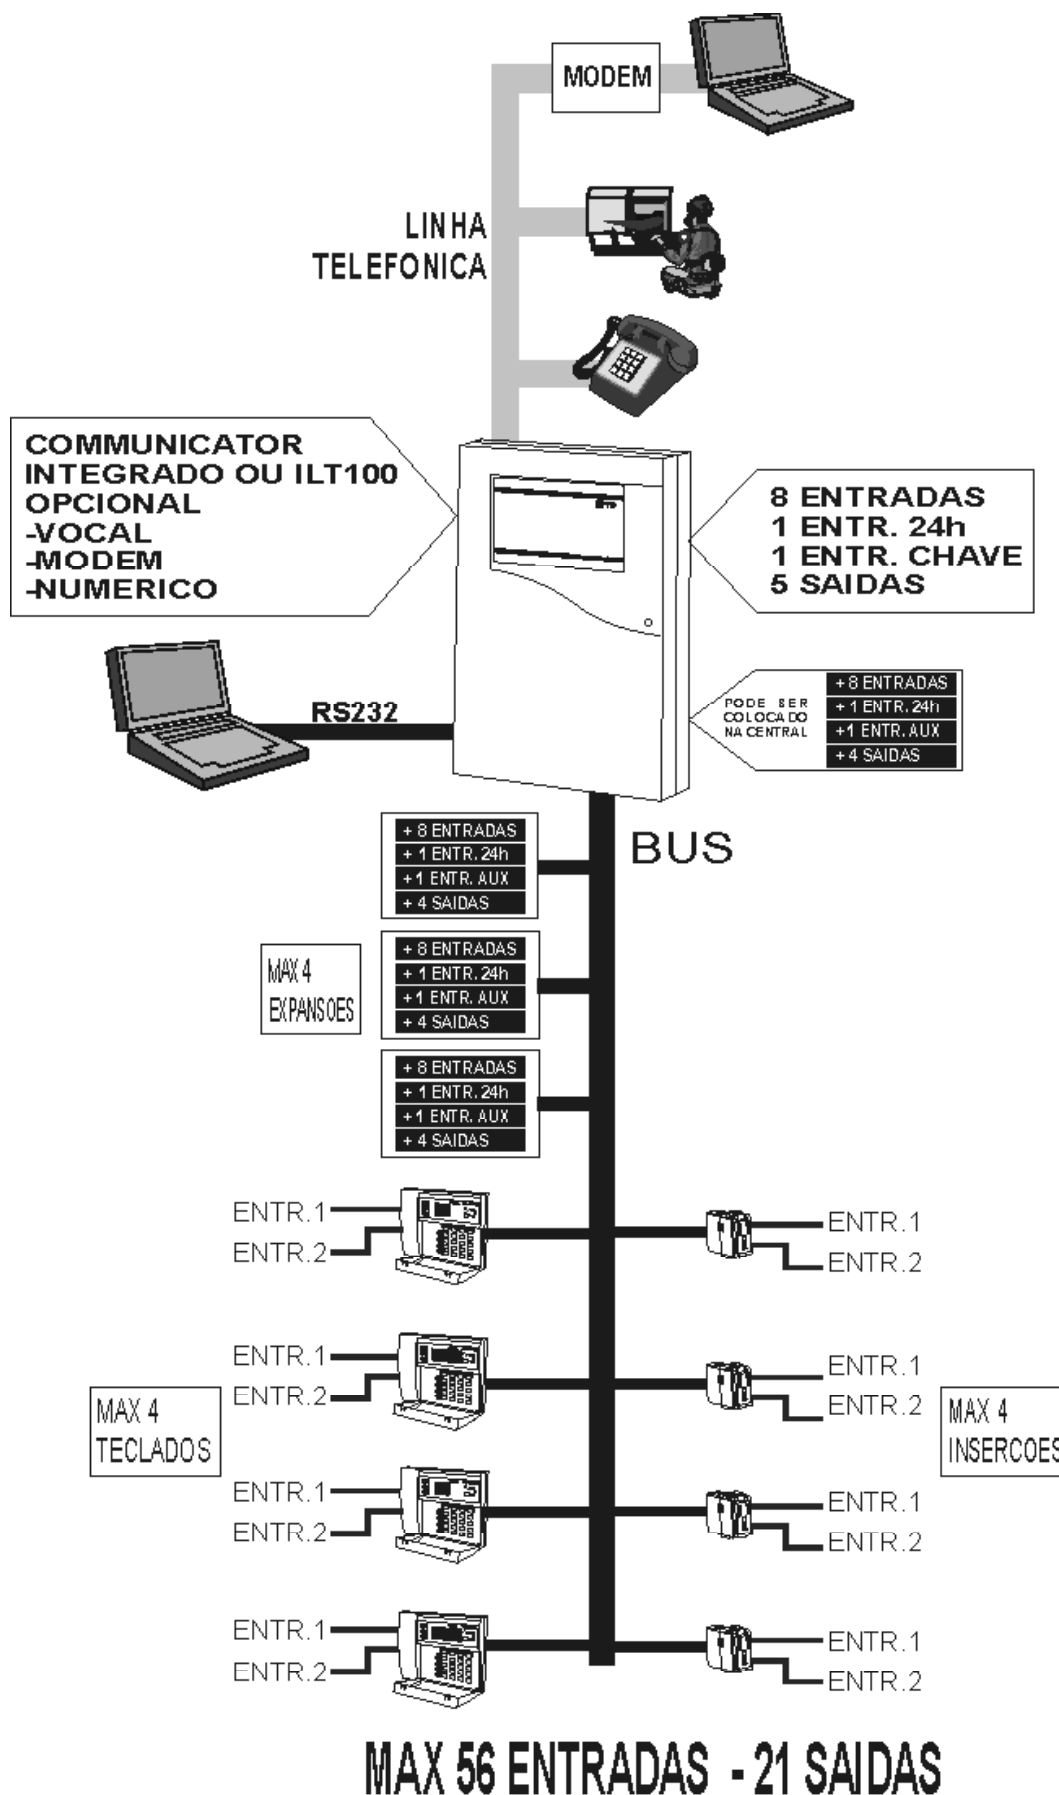 MODEM
LINHA
TELEFONICA
COMMUNICATOR
INTEGRADO OU ILT100
OPCIONAL
-VOCAL
-MODEM
-NUMERICO
8 ENTRADAS
1 ENTR. 24h
1 ENTR. CHAVE
5 SAIDAS
RS232
PODE SER
COLOCADO
NA CENTRAL
+ 8 ENTRADAS
+ 1 ENTR. 24h
+1 ENTR. AUX
+ 4 SAIDAS
BUS
+ 8 ENTRADAS
+ 1 ENTR. 24h
+1 ENTR. AUX
+ 4 SAIDAS
MAX 4
EXPANSOES
+ 8 ENTRADAS
+ 1 ENTR. 24h
+1 ENTR. AUX
+ 4 SAIDAS
+ 8 ENTRADAS
+ 1 ENTR. 24h
+1 ENTR. AUX
+ 4 SAIDAS
ENTR.1
ENTR.2
ENTR.1
ENTR.2
ENTR.1
ENTR.2
ENTR.1
ENTR.2
MAX 4
TECLADOS
MAX 4
INSERCOES
ENTR.1
ENTR.2
ENTR.1
ENTR.2
ENTR.1
ENTR.2
ENTR.1
ENTR.2
MAX 56 ENTRADAS - 21 SAIDAS